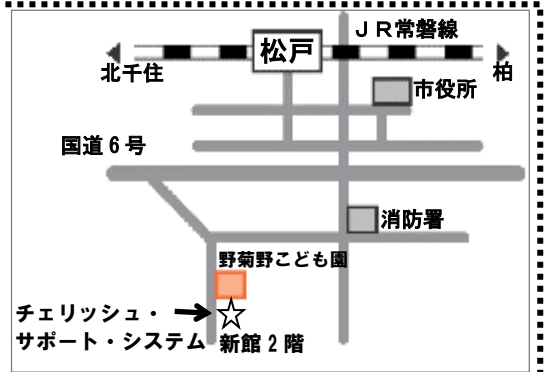 ＪＲ常磐線
松戸
北千住
柏
市役所
国道６号
消防署
野菊野こども園
チェリッシュ・
サポート・システム
新館２階